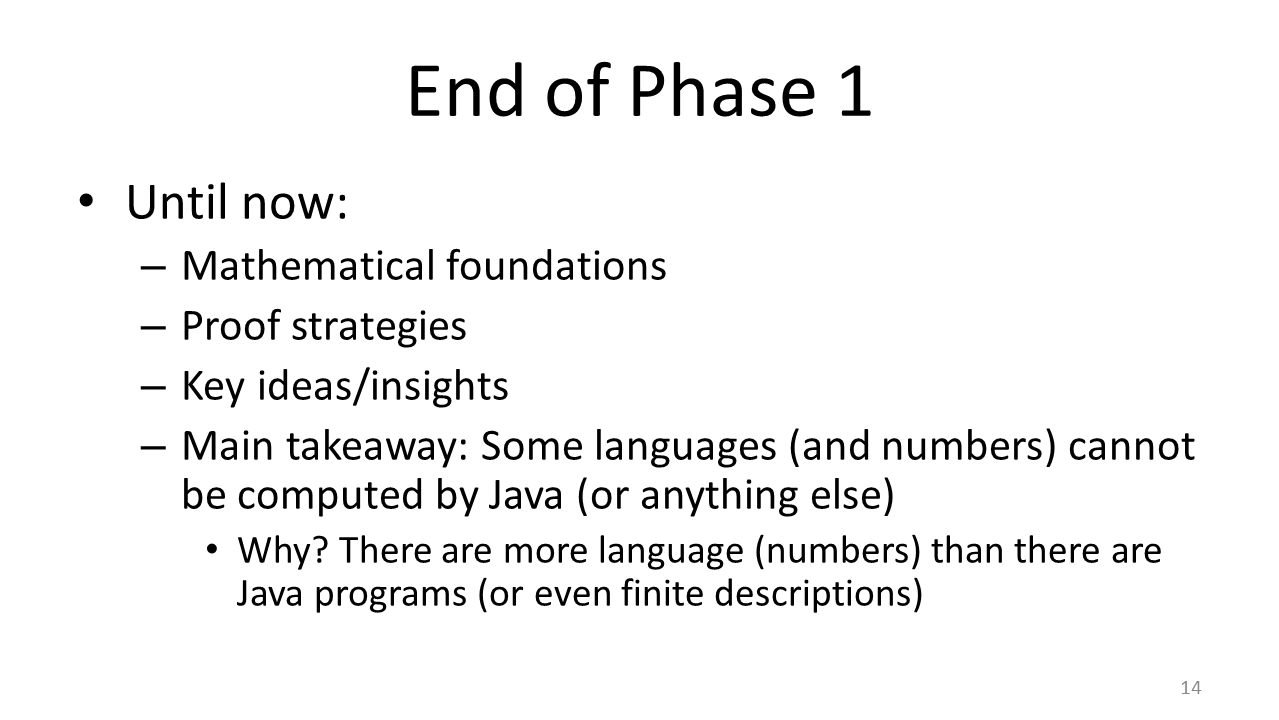 End of Phase 1
• Until now:
– Mathematical foundations
– Proof strategies
– Key ideas/insights
– Main takeaway: Some languages (and numbers) cannot
be computed by Java (or anything else)
• Why? There are more language (numbers) than there are
Java programs (or even finite descriptions)
14